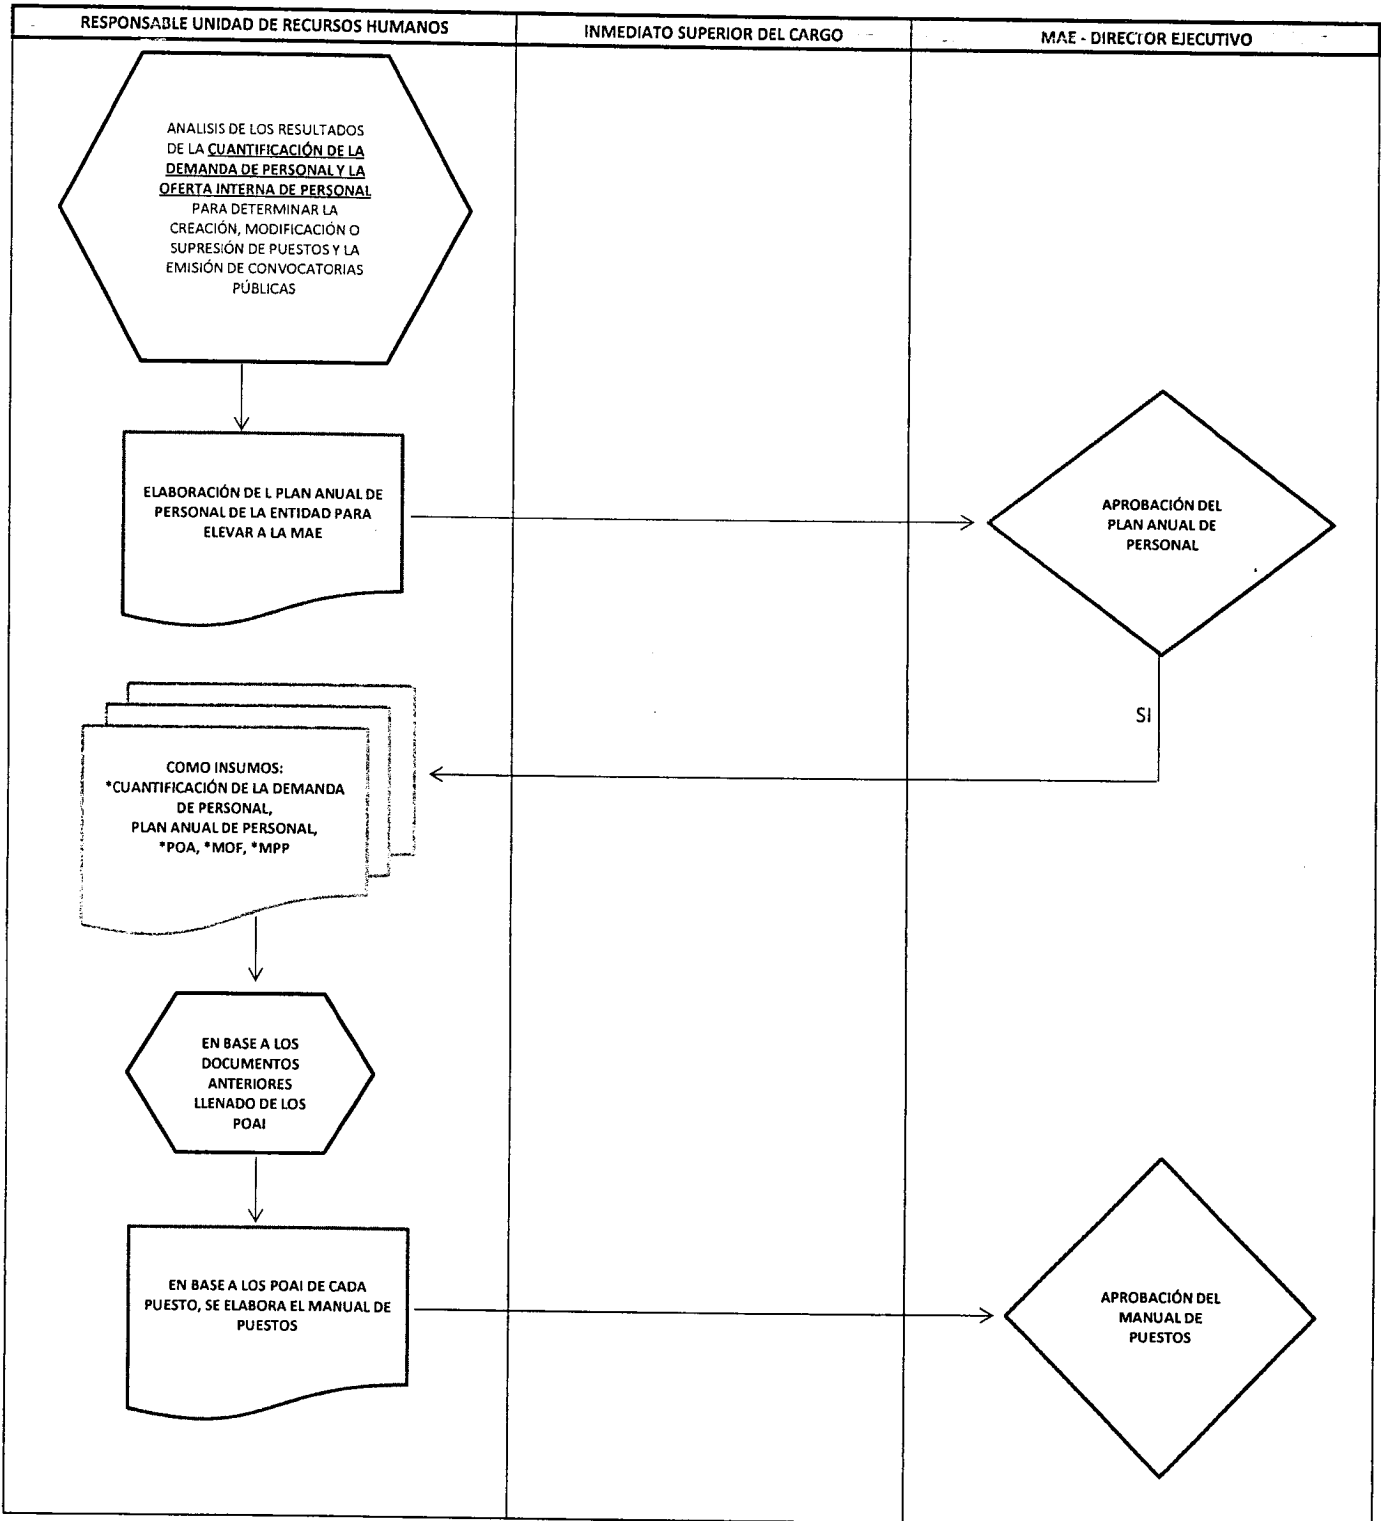 RESPONSABLE UNIDAD DE RECURSOS HUMANOS
INMEDIATO SUPERIOR DEL CARGO
MAE - DIRECTOR EJECUTIVO
ANALISIS DE LOS RESULTADOS
DE LA CUANTIFICACIÓN DE LA
DEMANDA DE PERSONAL Y LA
OFERTA INTERNA DE PERSONAL
PARA DETERMINAR LA
CREACIÓN, MODIFICACIÓN O
SUPRESIÓN DE PUESTOS Y LA
EMISIÓN DE CONVOCATORIAS
PÚBLICAS
ELABORACIÓN DE L PLAN ANUAL DE
PERSONAL DE LA ENTIDAD PARA
ELEVAR A LA MAE
APROBACIÓN DEL
PLAN ANUAL DE
PERSONAL
SI
COMO INSUMOS:
*CUANTIFICACIÓN DE LA DEMANDA
DE PERSONAL,
PLAN ANUAL DE PERSONAL,
*POA, *MOF, *MPP
EN BASE A LOS
DOCUMENTOS
ANTERIORES
LLENADO DE LOS
POAI
EN BASE A LOS POAI DE CADA
PUESTO, SE ELABORA EL MANUAL DE
PUESTOS
APROBACIÓN DEL
MANUAL DE
PUESTOS